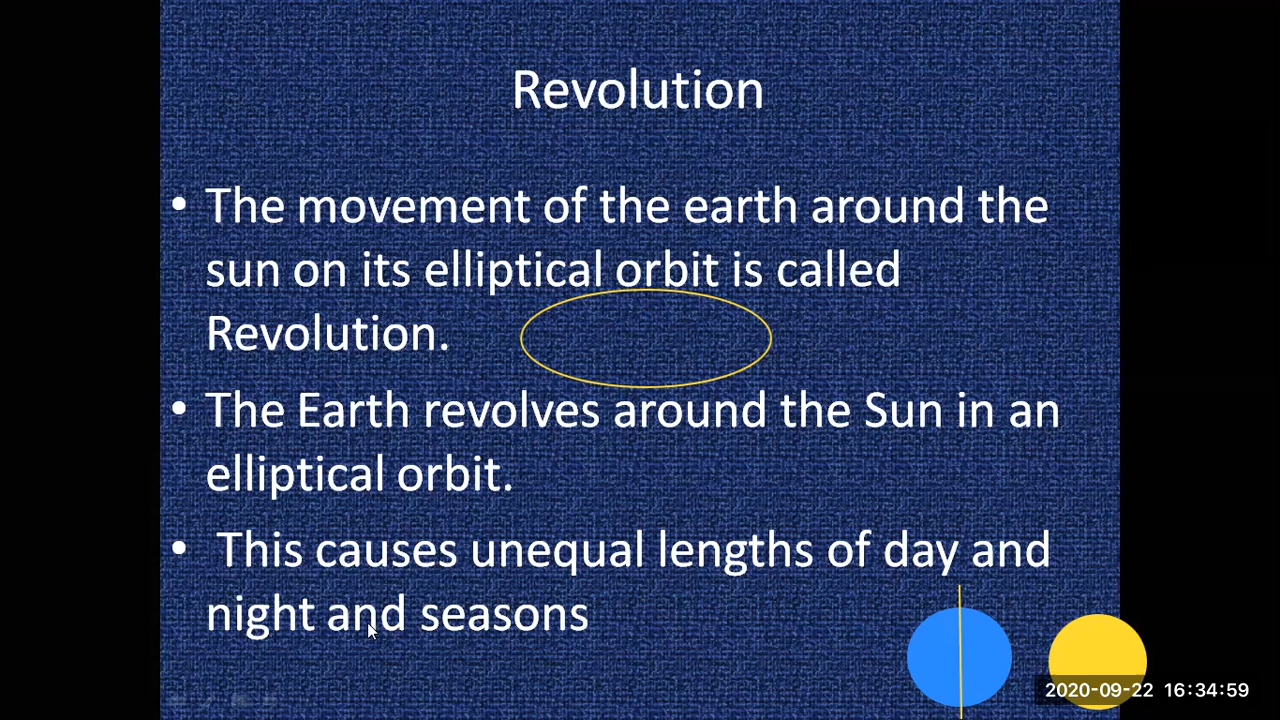 Revolution
• The movement of the earth around the
sun on its elliptical orbit is called
Revolution.
• The Earth revolves around the Sun in an
elliptical orbit.
• This causes unequal lengths of day and
night and seasons
2020-09-22 16:34:59